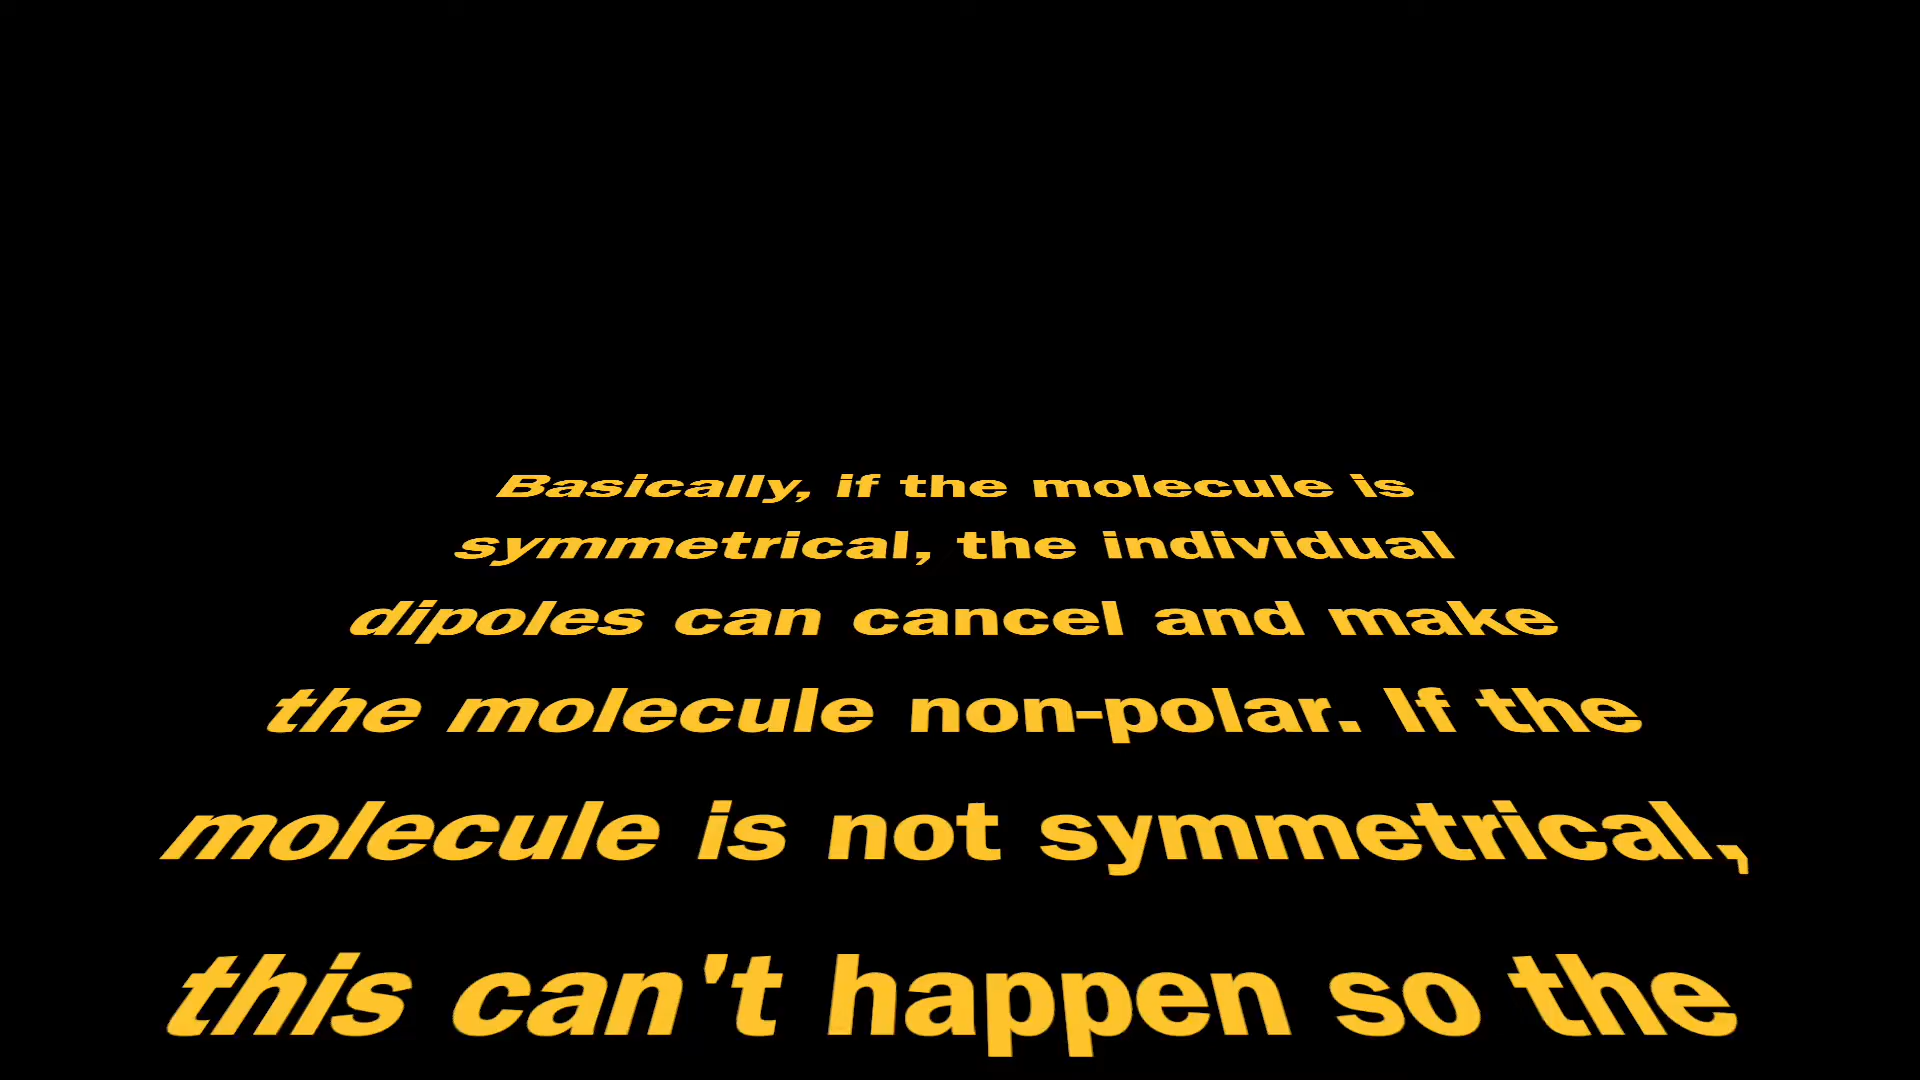 Basically, if the molecule is
symmetrical, the individual
dipoles can cancel and make
the molecule non-polar. If the
molecule is not symmetrical,
this can't happen so the